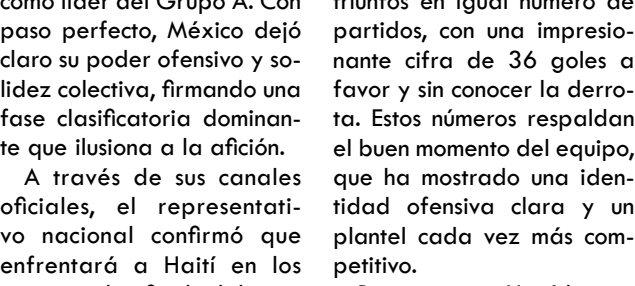 como líder del Grupo A. Con
paso perfecto, México dejó
claro su poder ofensivo y so-
lidez colectiva, firmando una
fase clasificatoria dominan-
te que ilusiona a la afición.
A través de sus canales
oficiales, el representati-
vo nacional confirmó que
enfrentará a Haití en los
triunfos en igual número de
partidos, con una impresio-
nante cifra de 36 goles a
favor y sin conocer la derro-
ta. Estos números respaldan
el buen momento del equipo,
que ha mostrado una iden-
tidad ofensiva clara y un
plantel cada vez más com-
petitivo.